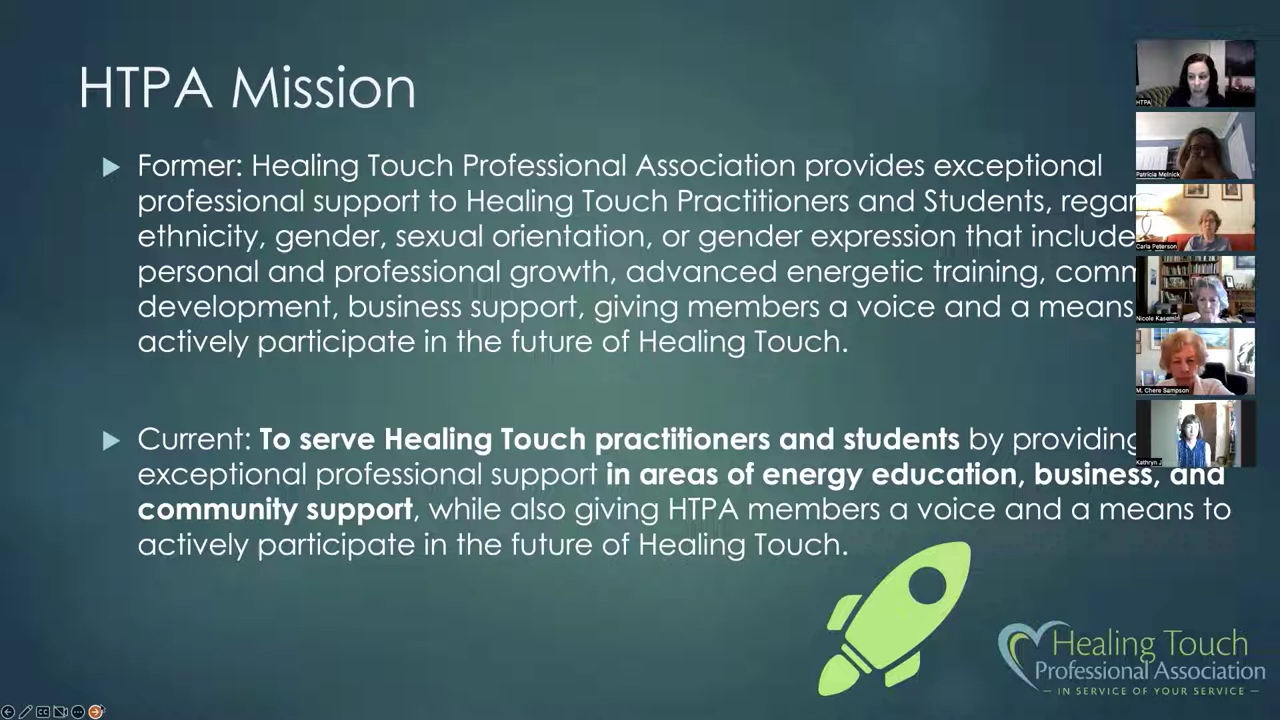 HTPA Mission
Former: Healing Touch Professional Association provides exceptional
professional support to Healing Touch Practitioners and Students,
ethnicity, gender, sexual orientation, or gender expression that
personal and professional growth, advanced energetic training,
development, business support, giving members a voice and a means
actively participate in the future of Healing Touch.
Current: To serve Healing Touch practitioners and students by providing
exceptional professional support in areas of energy education, business, and
community support, while also giving HTPA members a voice and a means to
actively participate in the future of Healing Touch.
HTPA
Patricia Melnick
Carla Peterson
Nicole Kasemir
M. Chere Sampson
Kathryn J
Healing Touch
Professional Association
IN SERVICE OF YOUR SERVICE